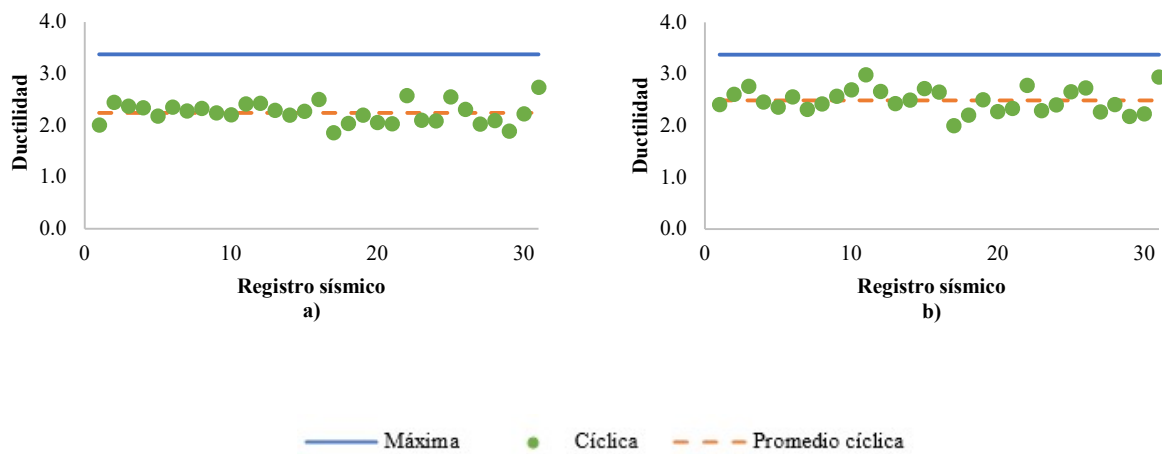 4.0
3.0
2.0
1.0
0.0
Ductilidad
0 10 20 30
Registro sísmico
a)
4.0
3.0
2.0
1.0
0.0
Ductilidad
0 10 20 30
Registro sísmico
b)
Máxima Cíclica Promedio cíclica